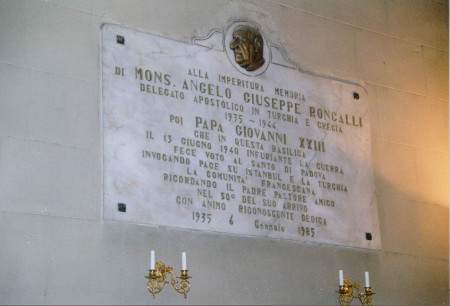 ALLA IMPERITURA MEMORIA
DI MONS. ANGELO GIUSEPPE RONCALLI
DELEGATO APOSTOLICO IN TURCHIA E GRECIA
1935 - 1944
POI PAPA GIOVANNI XXIII
CHE IN QUESTA BASILICA
IL 13 GIUGNO 1940 INFURIANTE LA GUERRA
FECE VOTO AL SANTO DI PADOVA
INVOCANDO PACE SU ISTANBUL E LA TURCHIA
LA COMUNITA' FRANCESCANA
RICORDANDO IL PADRE PASTORE AMICO
NEL 50° DEL SUO ARRIVO
CON ANIMO RICONOSCENTE DEDICA
1935 6 Gennaio 1985